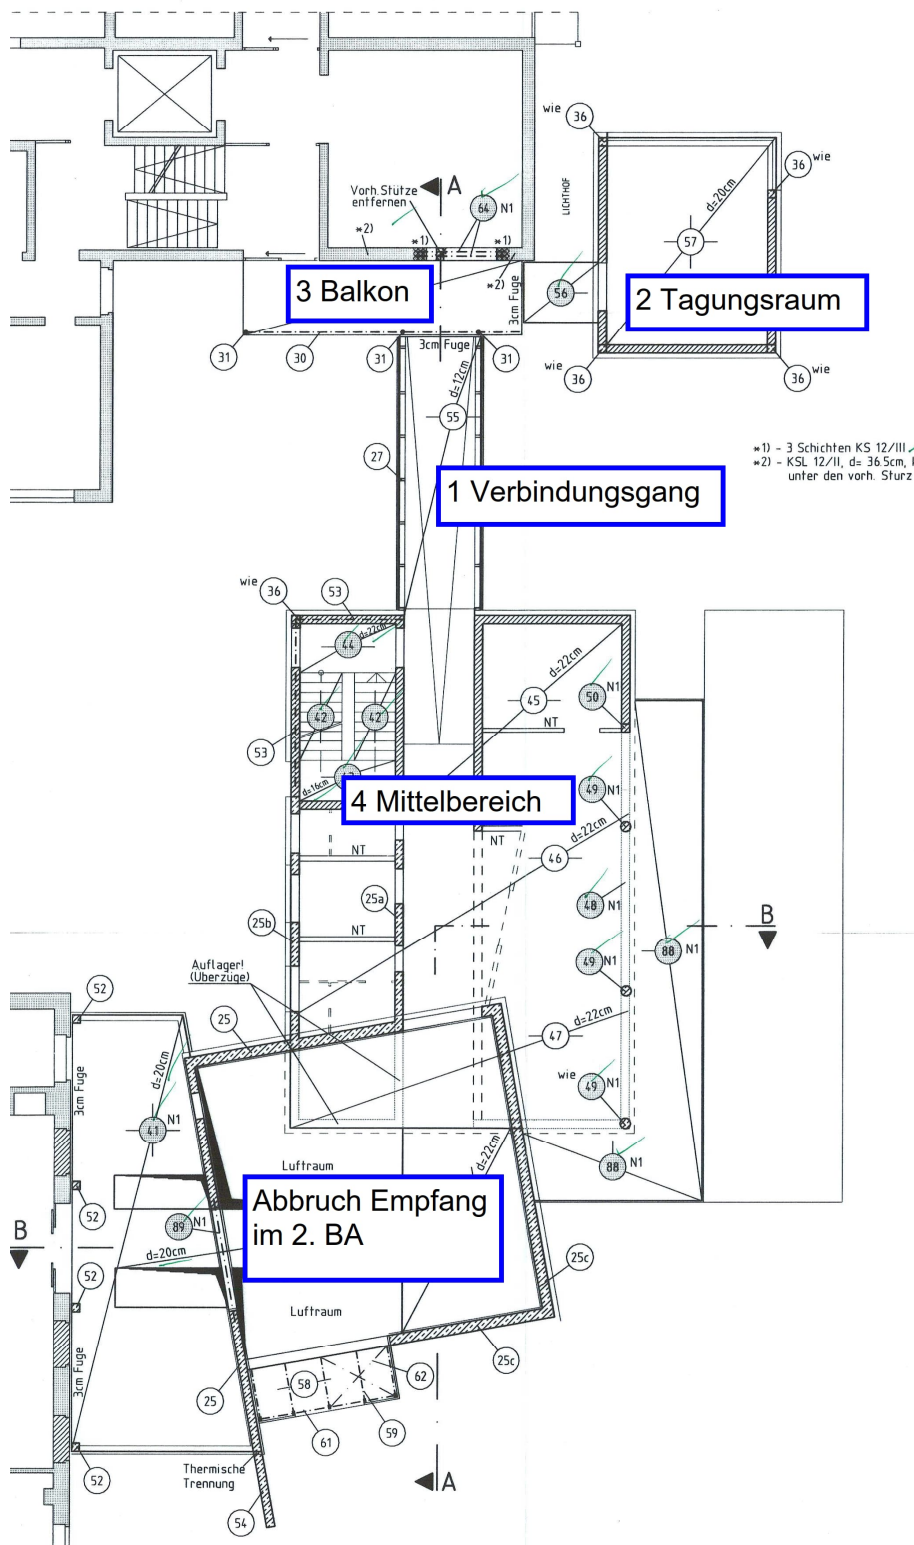 wie
36
36
wie
Vorh. Stütze
entfernen
A
64
N1
LICHTHOF
d=20cm
57
*2)
*1)
*1)
*2)
3 Balkon
3cm Fuge
56
2 Tagungsraum
31
30
31
3cm Fuge
31
wie
36
36
wie
d=12cm
55
*1) - 3 Schichten KS 12/III
*2) - KSL 12/II, d= 36.5cm,
unter den vorh. Sturz
27
1 Verbindungsgang
wie
36
53
d=22cm
44
d=22cm
45
50
N1
42
42
NT
53
d=16cm
49
N1
4 Mittelbereich
d=22cm
NT
NT
46
25a
48
N1
25b
NT
B
49
N1
88
N1
Auflager!
(Überzüge)
52
25
d=22cm
47
3cm Fuge
d=20cm
wie
49
N1
41
N1
Luftraum
d=22cm
88
N1
52
Abbruch Empfang
im 2. BA
89
N1
B
d=20cm
25c
52
Luftraum
3cm Fuge
25c
62
58
25
59
61
52
Thermische
Trennung
A
54